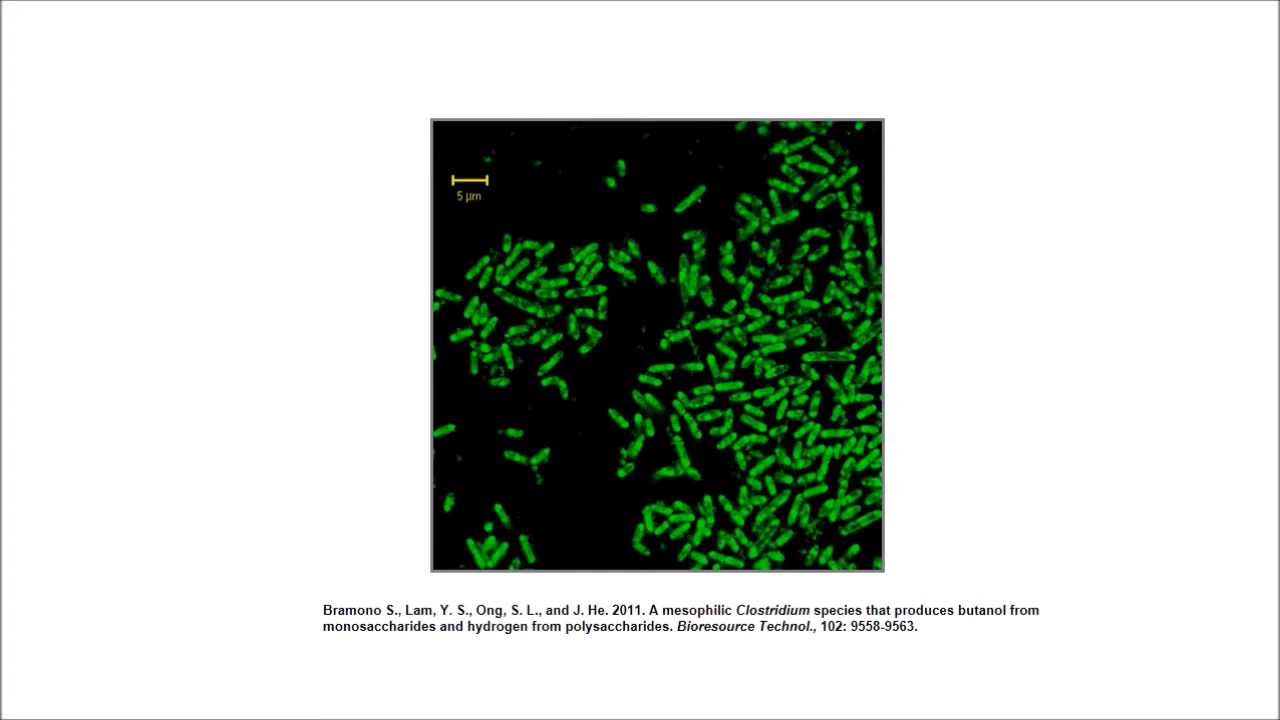 5 µm
Bramono S., Lam, Y. S., Ong, S. L., and J. He. 2011. A mesophilic Clostridium species that produces butanol from
monosaccharides and hydrogen from polysaccharides. Bioresource Technol., 102: 9558-9563.